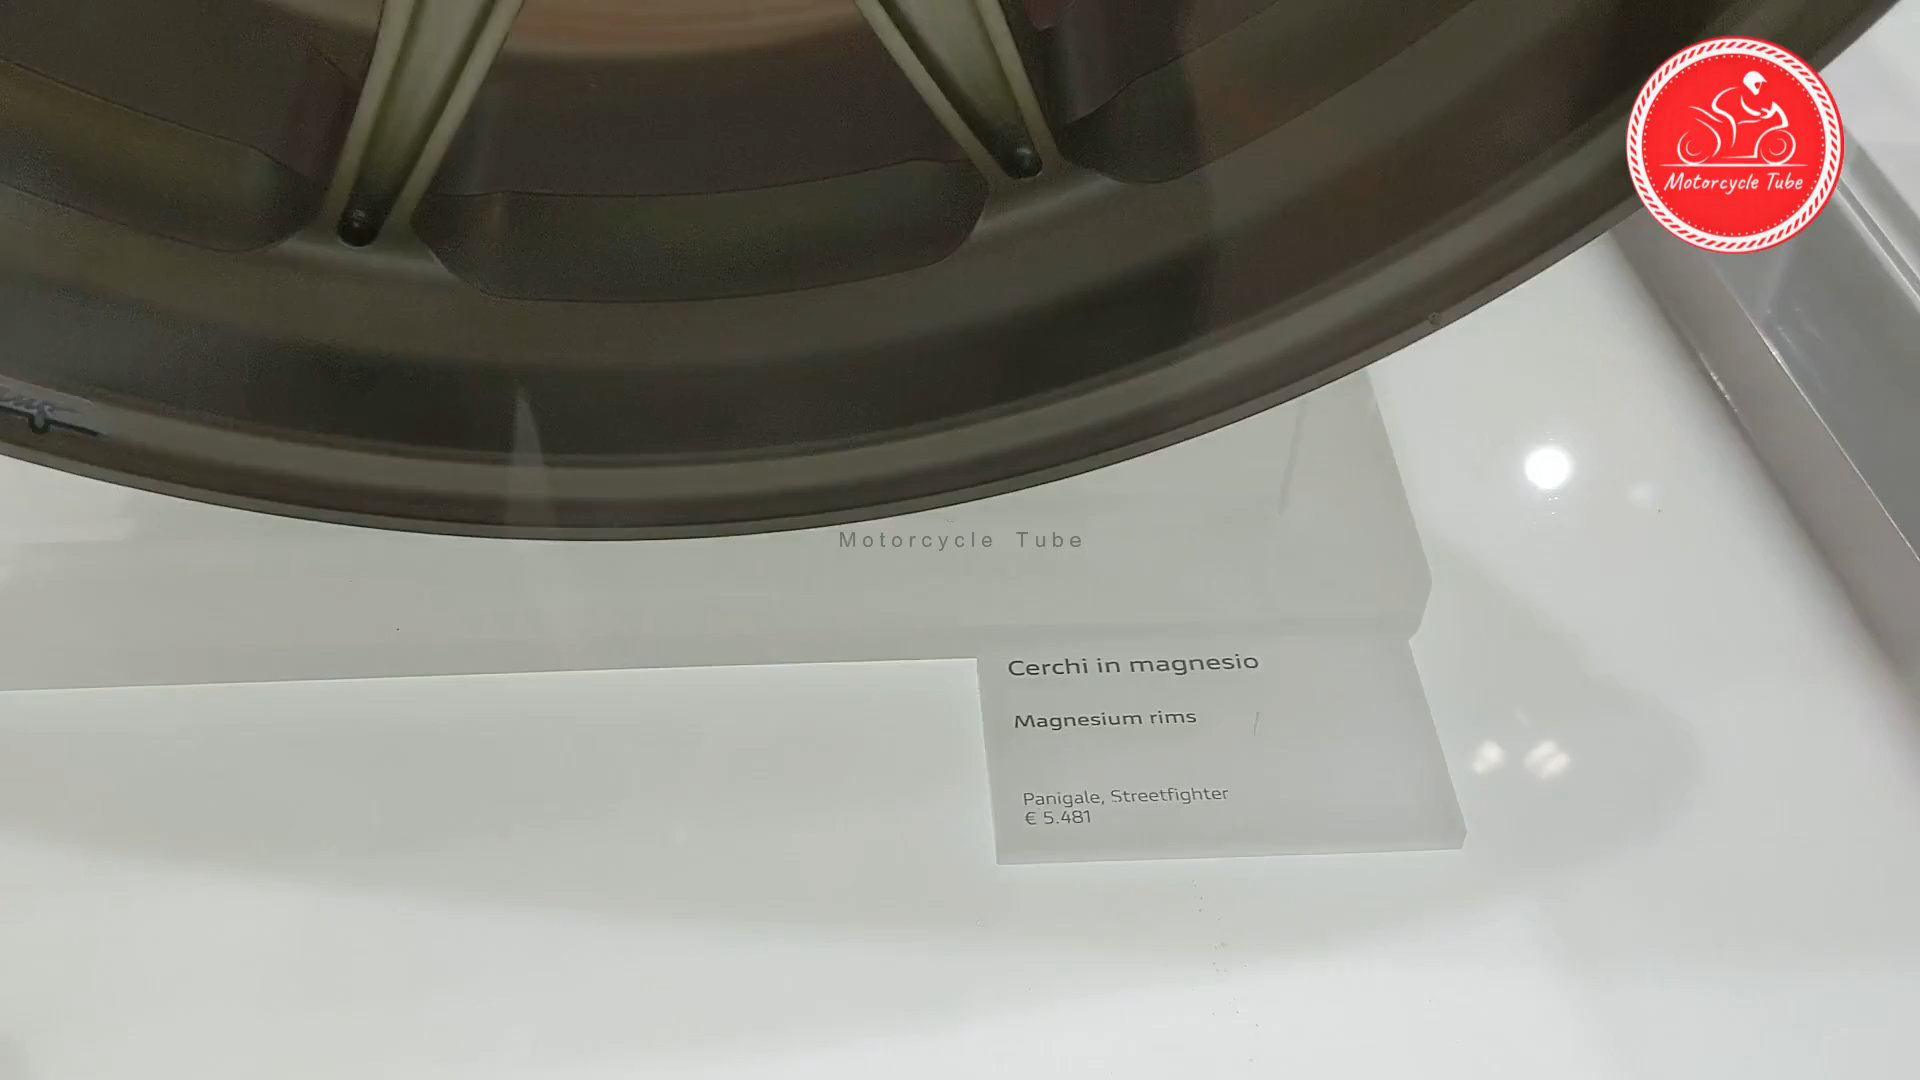 Motorcycle Tube
Motorcycle Tube
Cerchi in magnesio
Magnesium rims
Panigale, Streetfighter
€ 5.481